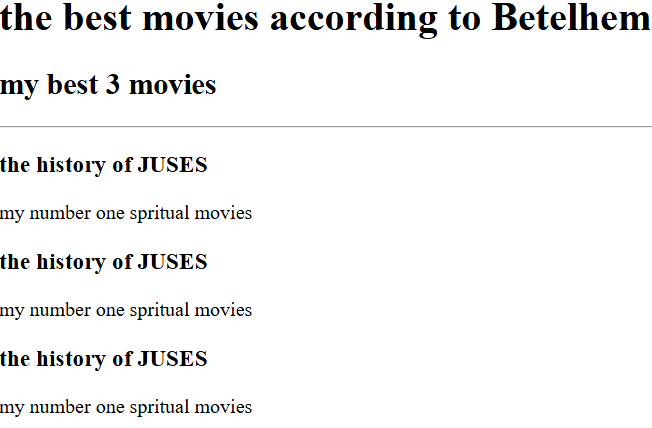 the best movies according to Betelhem
my best 3 movies
the history of JUSES
my number one spritual movies
the history of JUSES
my number one spritual movies
the history of JUSES
my number one spritual movies